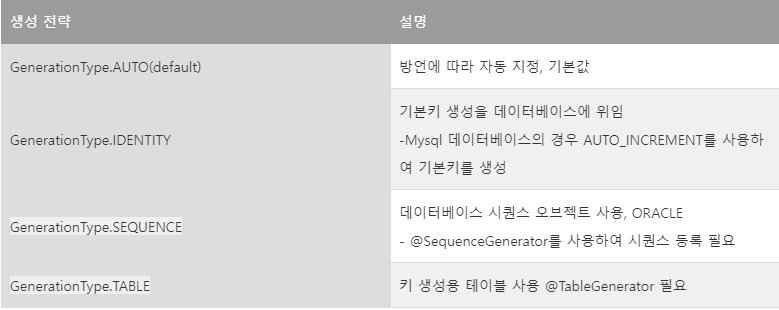 생성 전략 설명
GenerationType.AUTO(default) 방언에 따라 자동 지정, 기본값
기본키 생성을 데이터베이스에 위임
GenerationType.IDENTITY -Mysql 데이터베이스의 경우 AUTO_INCREMENT를 사용하
여 기본키를 생성
데이터베이스 시퀀스 오브젝트 사용, ORACLE
GenerationType.SEQUENCE
- @SequenceGenerator를 사용하여 시퀀스 등록 필요
GenerationType.TABLE 키 생성용 테이블 사용 @TableGenerator 필요